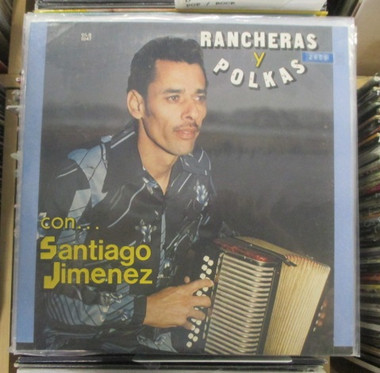 RANCHERAS
y
POLKAS
con...
Santiago
Jimenez